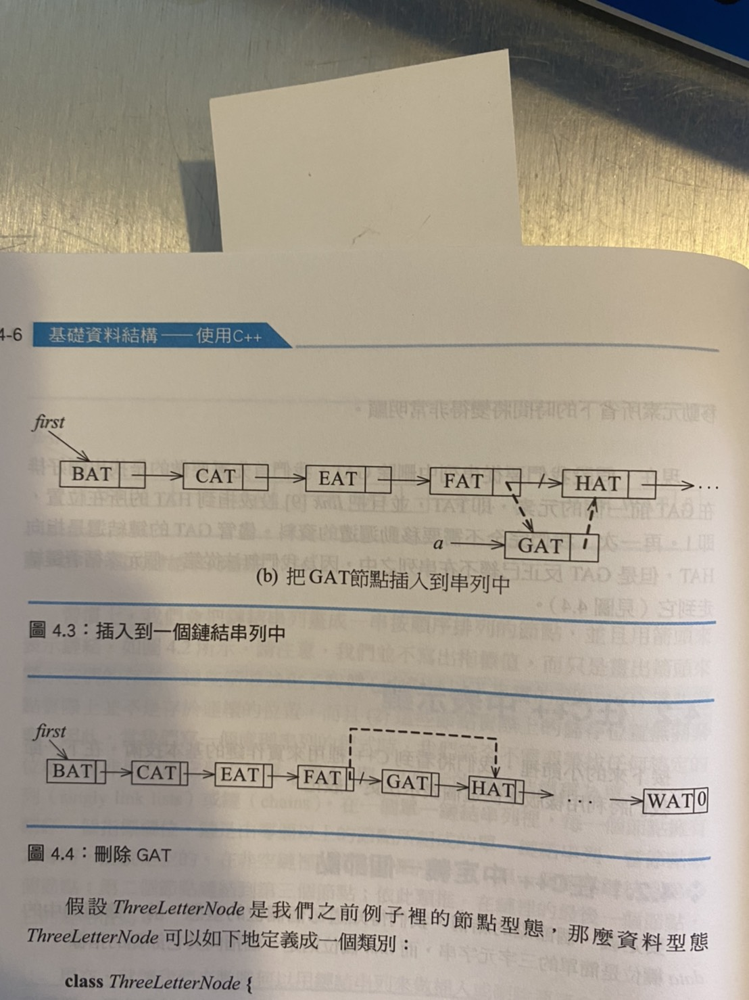 4-6 基礎資料結構——使用C++
first
BAT CAT EAT FAT HAT ...
a GAT
(b) 把GAT節點插入到串列中
圖 4.3：插入到一個鏈結串列中
first
BAT CAT EAT FAT GAT HAT ... WAT 0
圖 4.4：刪除 GAT
假設 ThreeLetterNode 是我們之前例子裡的節點型態，那麼資料型態
ThreeLetterNode 可以如下地定義成一個類別：
class ThreeLetterNode {